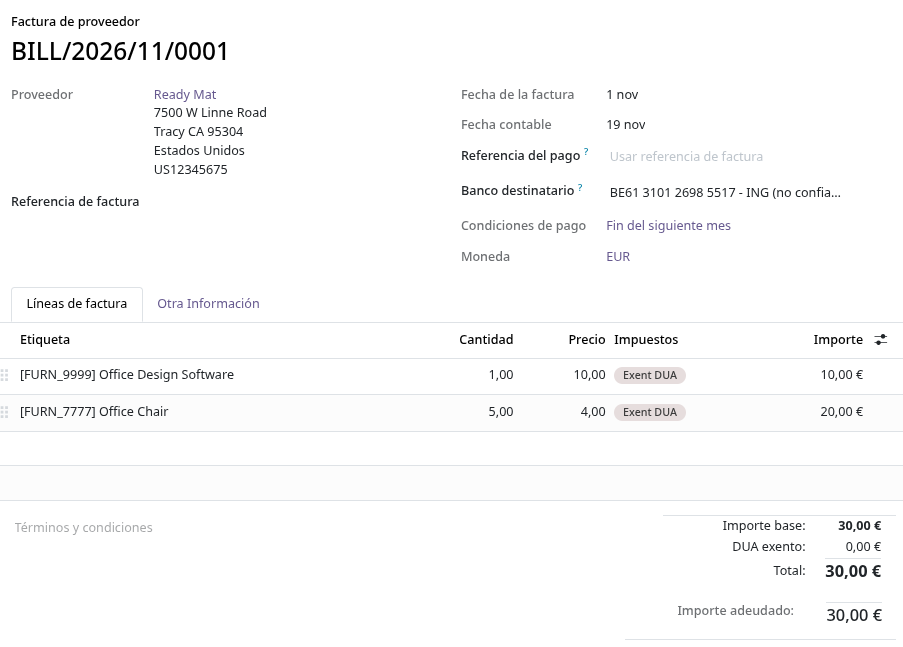 Factura de proveedor
BILL/2026/11/0001
Proveedor
Ready Mat
7500 W Linne Road
Tracy CA 95304
Estados Unidos
US12345675
Referencia de factura
Fecha de la factura 1 nov
Fecha contable 19 nov
Referencia del pago ? Usar referencia de factura
Banco destinatario ? BE61 3101 2698 5517 - ING (no confia...
Condiciones de pago Fin del siguiente mes
Moneda EUR
Líneas de factura Otra Información
Etiqueta Cantidad Precio Impuestos Importe
[FURN_9999] Office Design Software 1,00 10,00 Exent DUA 10,00 €
[FURN_7777] Office Chair 5,00 4,00 Exent DUA 20,00 €
Términos y condiciones
Importe base: 30,00 €
DUA exento: 0,00 €
Total: 30,00 €
Importe adeudado: 30,00 €